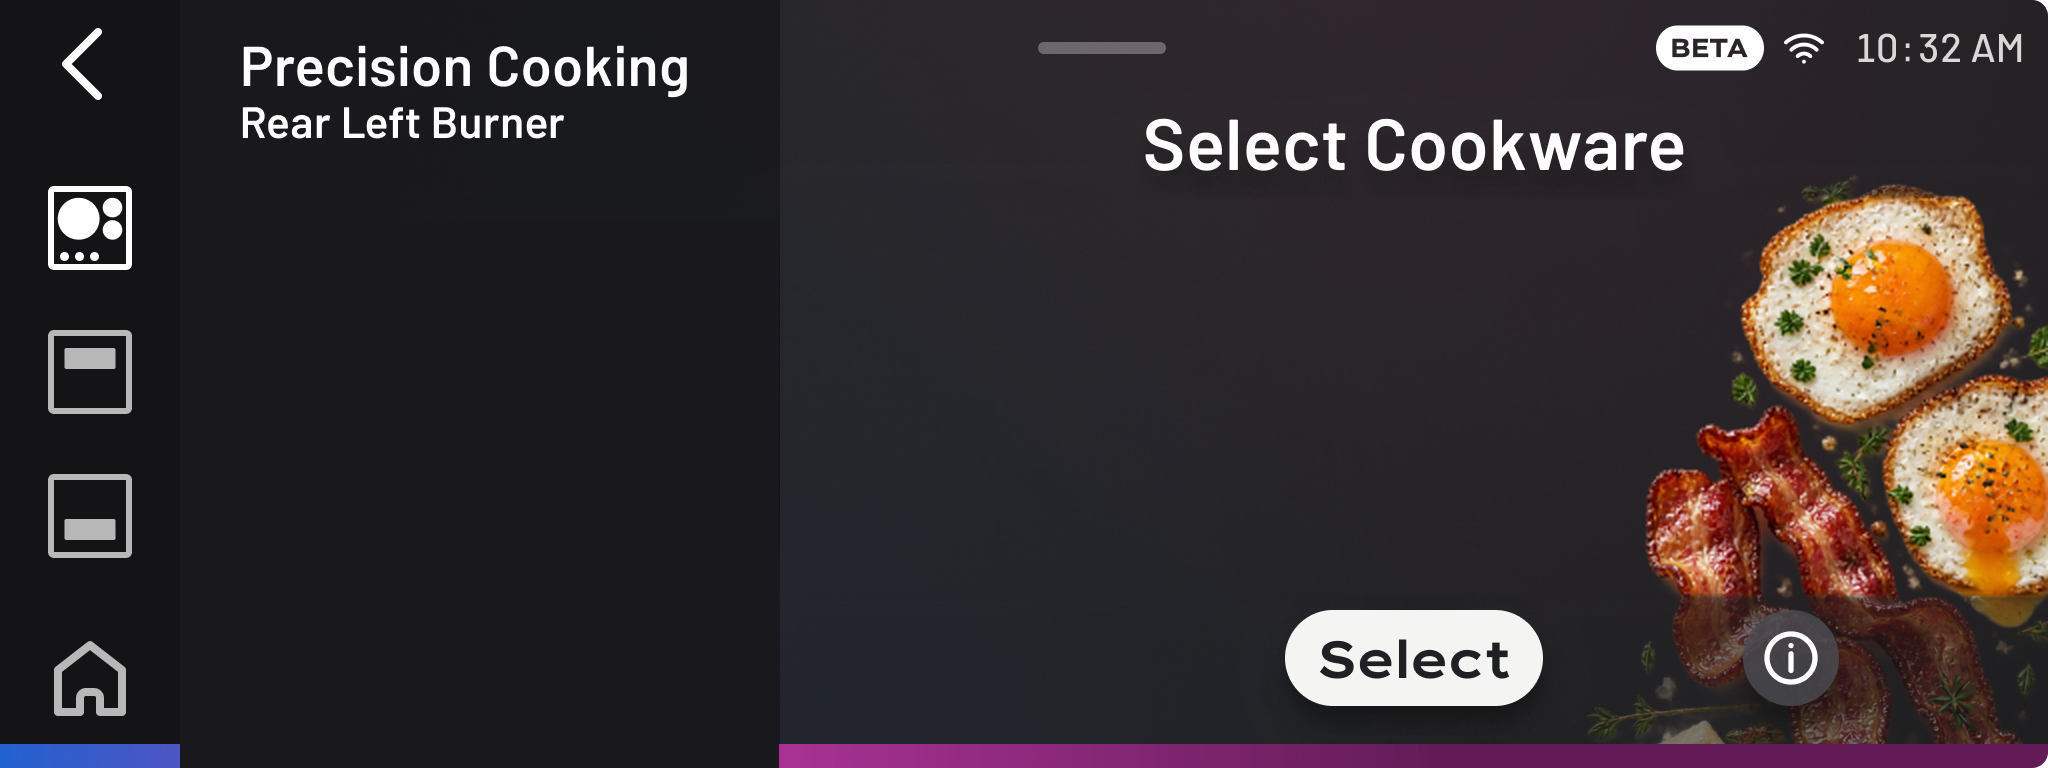 Precision Cooking
Rear Left Burner
BETA
10:32 AM
Select Cookware
Select